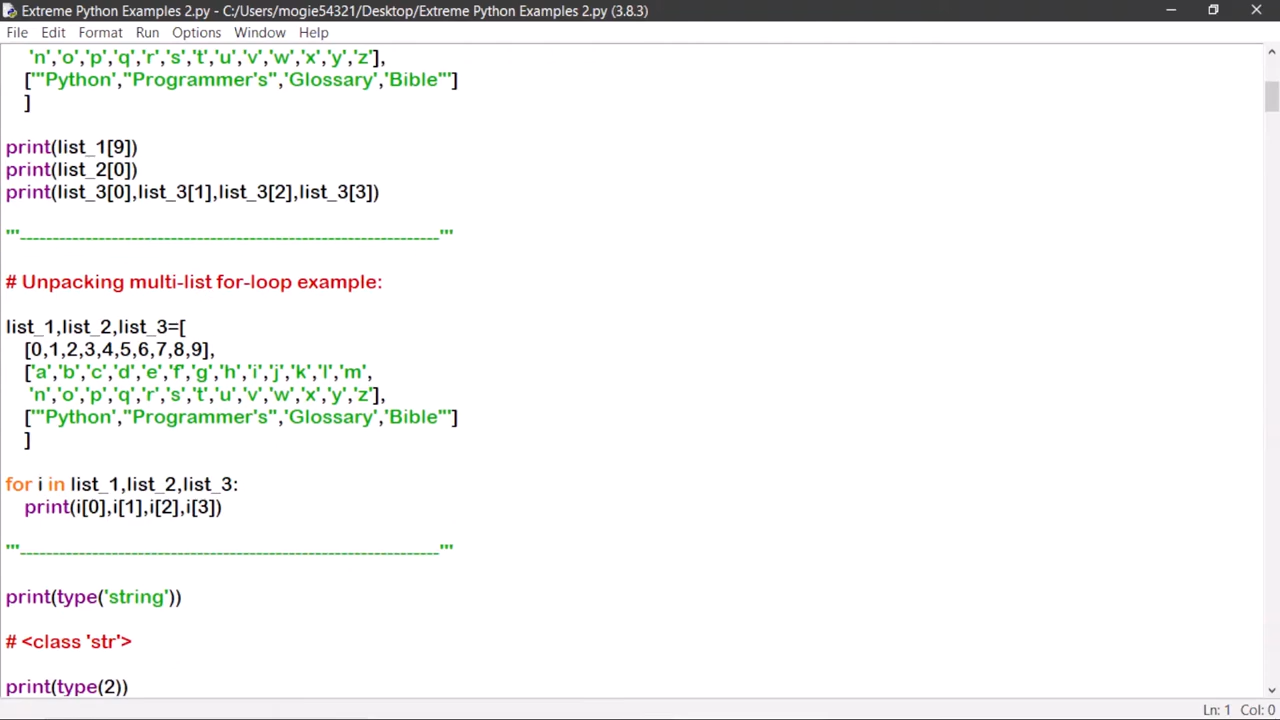 Extreme Python Examples 2.py - C:/Users/mogie54321/Desktop/Extreme Python Examples 2.py (3.8.3)
File Edit Format Run Options Window Help
'n','o','p','q','r','s','t','u','v','w','x','y','z'],
['"Python',"Programmer's",'Glossary','Bible"']
]
print(list_1[9])
print(list_2[0])
print(list_3[0],list_3[1],list_3[2],list_3[3])
'''----------------------------------------------------------------'''
# Unpacking multi-list for-loop example:
list_1,list_2,list_3=[
[0,1,2,3,4,5,6,7,8,9],
['a','b','c','d','e','f','g','h','i','j','k','l','m',
'n','o','p','q','r','s','t','u','v','w','x','y','z'],
['"Python',"Programmer's",'Glossary','Bible"']
]
for i in list_1,list_2,list_3:
print(i[0],i[1],i[2],i[3])
'''----------------------------------------------------------------'''
print(type('string'))
# <class 'str'>
print(type(2))
Ln: 1 Col: 0